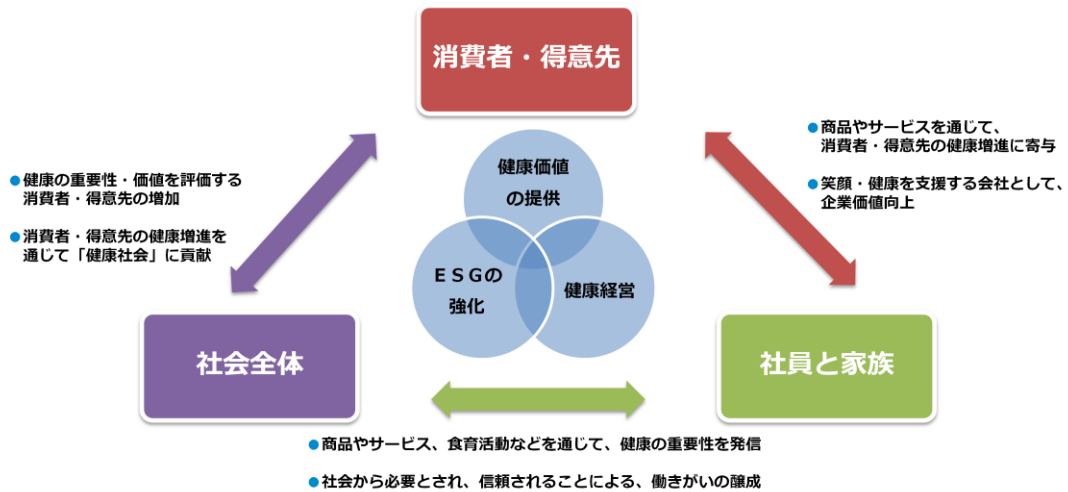 消費者・得意先
●商品やサービスを通じて、
消費者・得意先の健康増進に寄与
●笑顔・健康を支援する会社として、
企業価値向上
●健康の重要性・価値を評価する
消費者・得意先の増加
●消費者・得意先の健康増進を
通じて「健康社会」に貢献
健康価値
の提供
ＥＳＧの
強化
健康経営
社会全体
社員と家族
●商品やサービス、食育活動などを通じて、健康の重要性を発信
●社会から必要とされ、信頼されることによる、働きがいの醸成